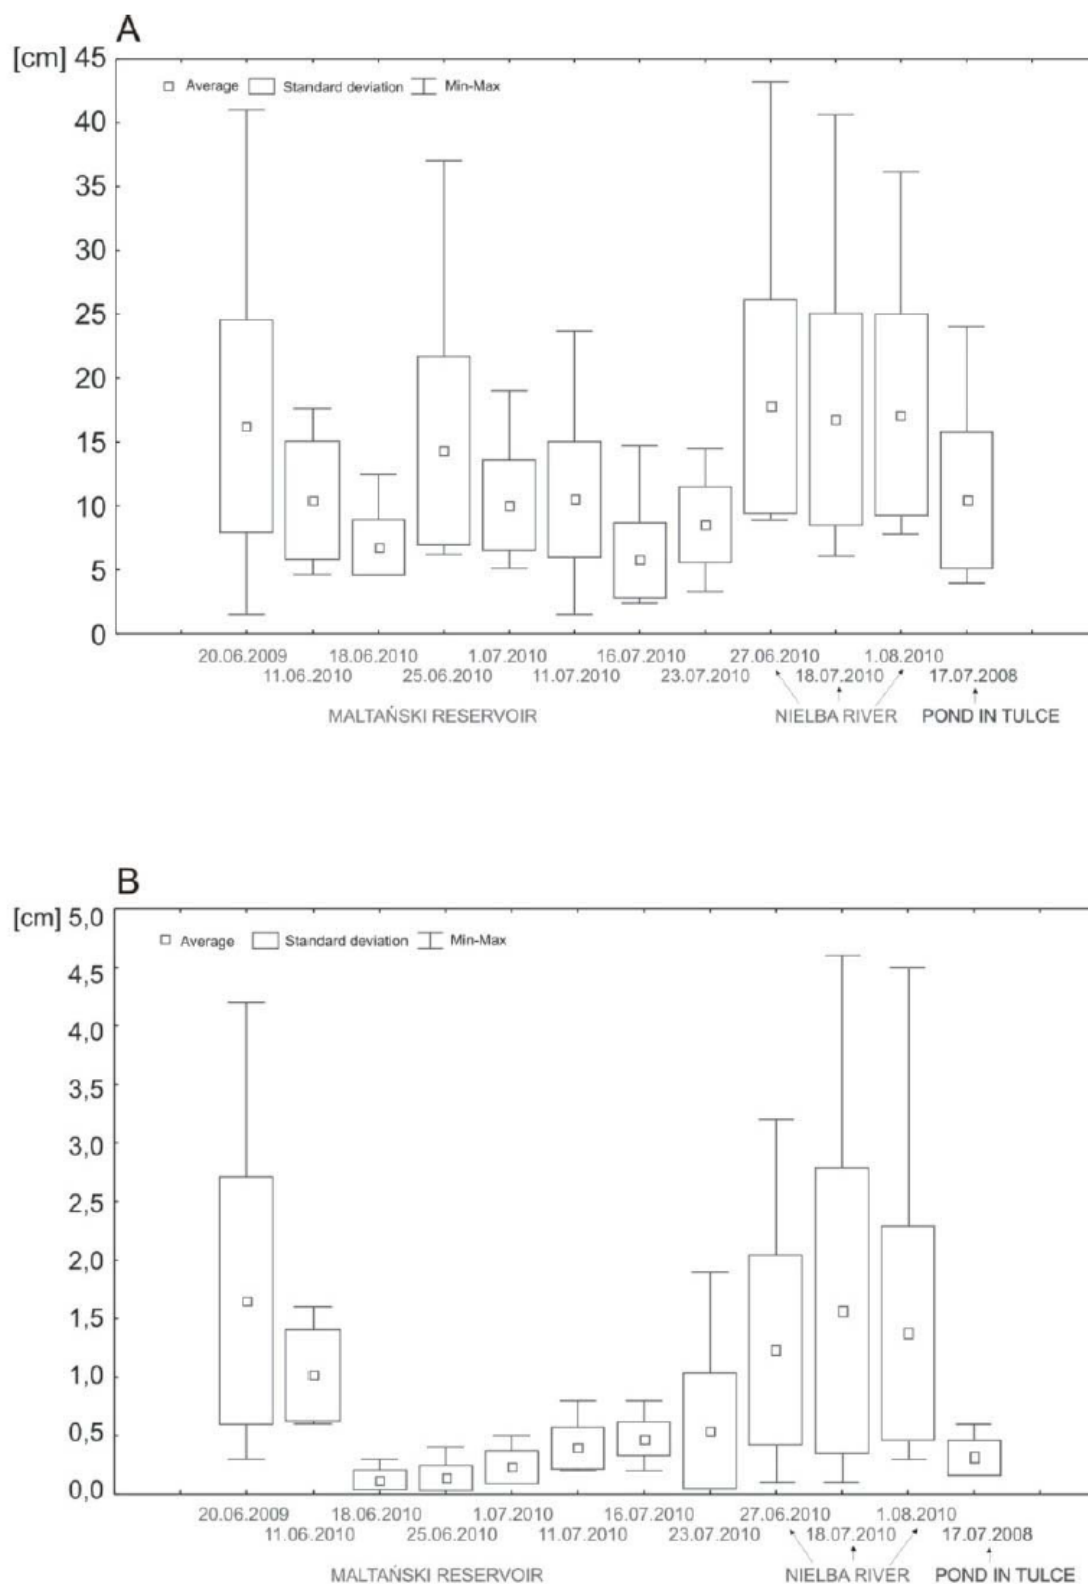 A
[cm] 45
Average Standard deviation Min-Max
40
35
30
25
20
15
10
5
0
20.06.2009 18.06.2010 1.07.2010 16.07.2010 27.06.2010 1.08.2010
11.06.2010 25.06.2010 11.07.2010 23.07.2010 18.07.2010 17.07.2008
MALTAŃSKI RESERVOIR NIELBA RIVER POND IN TULCE
B
[cm] 5,0
Average Standard deviation Min-Max
4,5
4,0
3,5
3,0
2,5
2,0
1,5
1,0
0,5
0,0
20.06.2009 18.06.2010 1.07.2010 16.07.2010 27.06.2010 1.08.2010
11.06.2010 25.06.2010 11.07.2010 23.07.2010 18.07.2010 17.07.2008
MALTAŃSKI RESERVOIR NIELBA RIVER POND IN TULCE